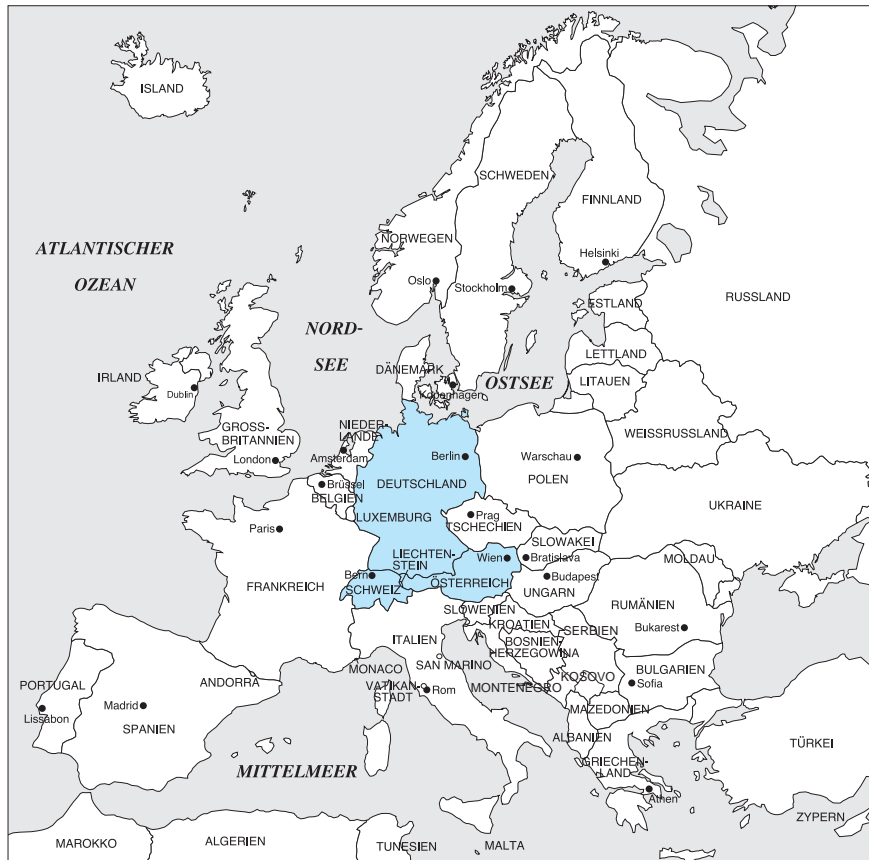 ISLAND
SCHWEDEN
FINNLAND
NORWEGEN
ATLANTISCHER
OZEAN
Helsinki
Oslo
Stockholm
RUSSLAND
ESTLAND
NORD-
SEE
LETTLAND
DÄNEMARK
OSTSEE
LITAUEN
IRLAND
Dublin
Kopenhagen
GROSS-
BRITANNIEN
NIEDER-
LANDE
WEISSRUSSLAND
London
Amsterdam
Berlin
Warschau
POLEN
Brüssel
BELGIEN
DEUTSCHLAND
UKRAINE
LUXEMBURG
Prag
TSCHECHIEN
Paris
SLOWAKEI
LIECHTEN-
STEIN
Wien
Bratislava
MOLDAU
Bern
SCHWEIZ
ÖSTERREICH
Budapest
UNGARN
FRANKREICH
SLOWENIEN
RUMÄNIEN
KROATIEN
SERBIEN
Bukarest
ITALIEN
BOSNIEN/
HERZEGOWINA
SAN MARINO
MONACO
KOSOVO
BULGARIEN
PORTUGAL
ANDORRA
VATIKAN-
STADT
Rom
MONTENEGRO
Sofia
Lissabon
Madrid
SPANIEN
MAZEDONIEN
ALBANIEN
TÜRKEI
GRIECHEN-
LAND
MITTELMEER
Athen
ZYPERN
MAROKKO
ALGERIEN
TUNESIEN
MALTA